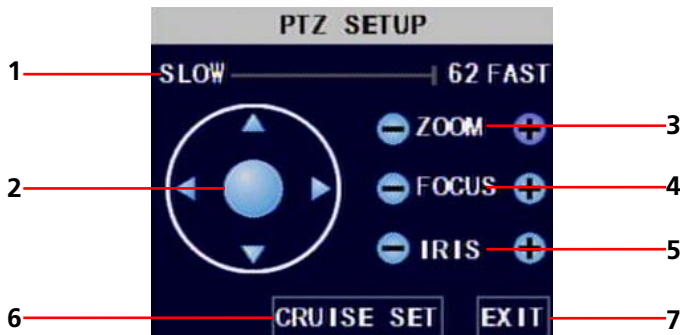 PTZ SETUP
1 SLOW 62 FAST
ZOOM 3
2 FOCUS 4
IRIS 5
6 CRUISE SET EXIT 7